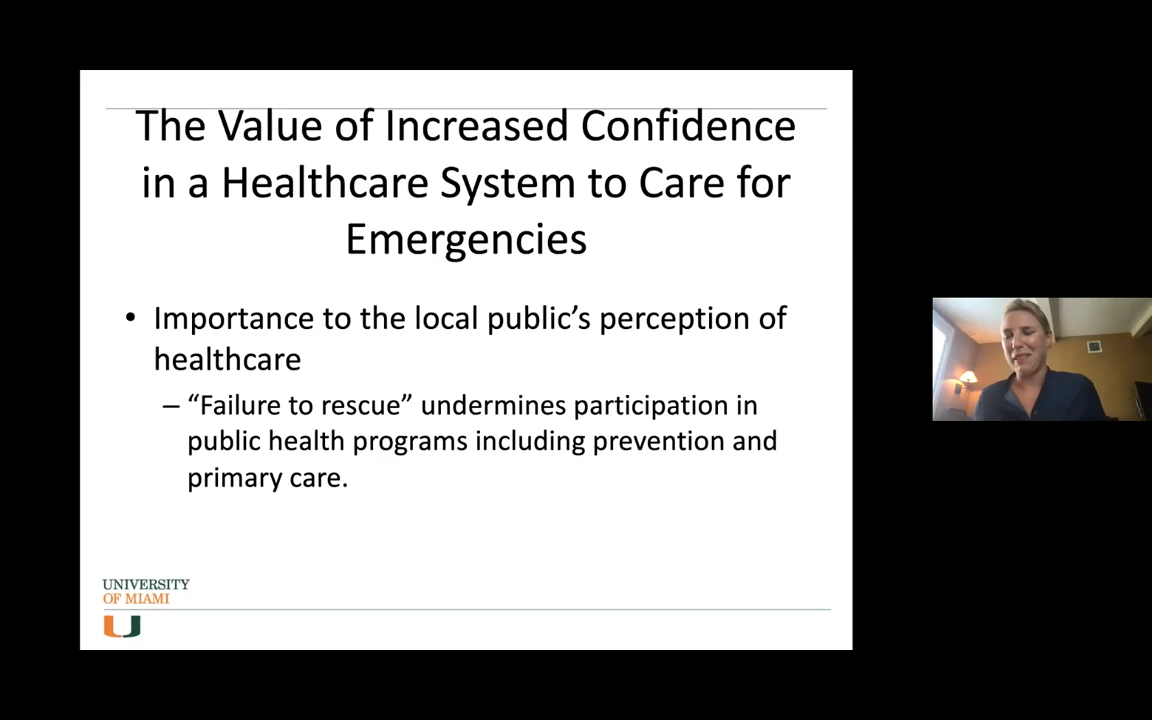 The Value of Increased Confidence
in a Healthcare System to Care for
Emergencies
• Importance to the local public’s perception of
healthcare
– “Failure to rescue” undermines participation in
public health programs including prevention and
primary care.
UNIVERSITY
OF MIAMI